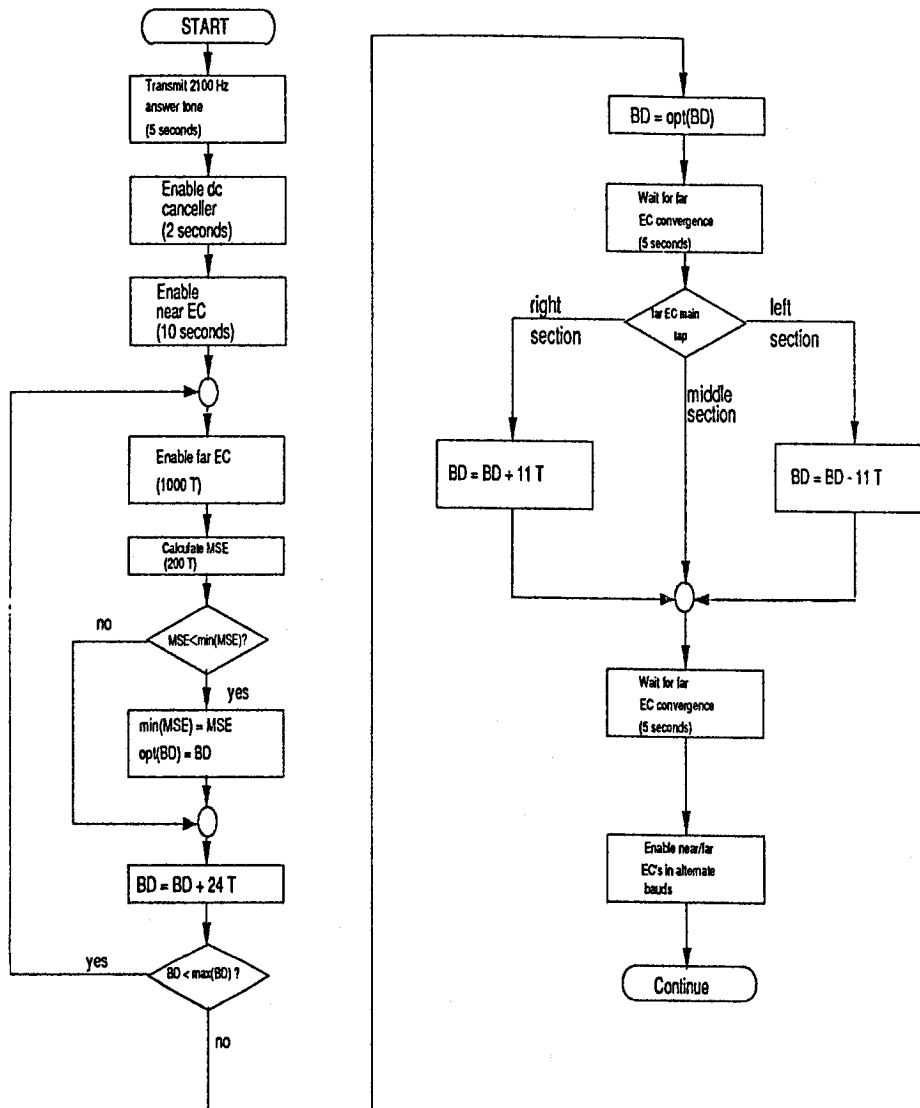 START
Transmit 2100 Hz
answer tone
(5 seconds)
Enable dc
canceller
(2 seconds)
Enable
near EC
(10 seconds)
Enable far EC
(1000 T)
Calculate MSE
(200 T)
no
MSE<min(MSE)?
yes
min(MSE) = MSE
opt(BD) = BD
BD = BD + 24 T
yes
BD < max(BD) ?
no
BD = opt(BD)
Wait for far
EC convergence
(5 seconds)
right
section
far EC main
tap
left
section
middle
section
BD = BD + 11 T
BD = BD - 11 T
Wait for far
EC convergence
(5 seconds)
Enable near/far
EC's in alternate
bauds
Continue